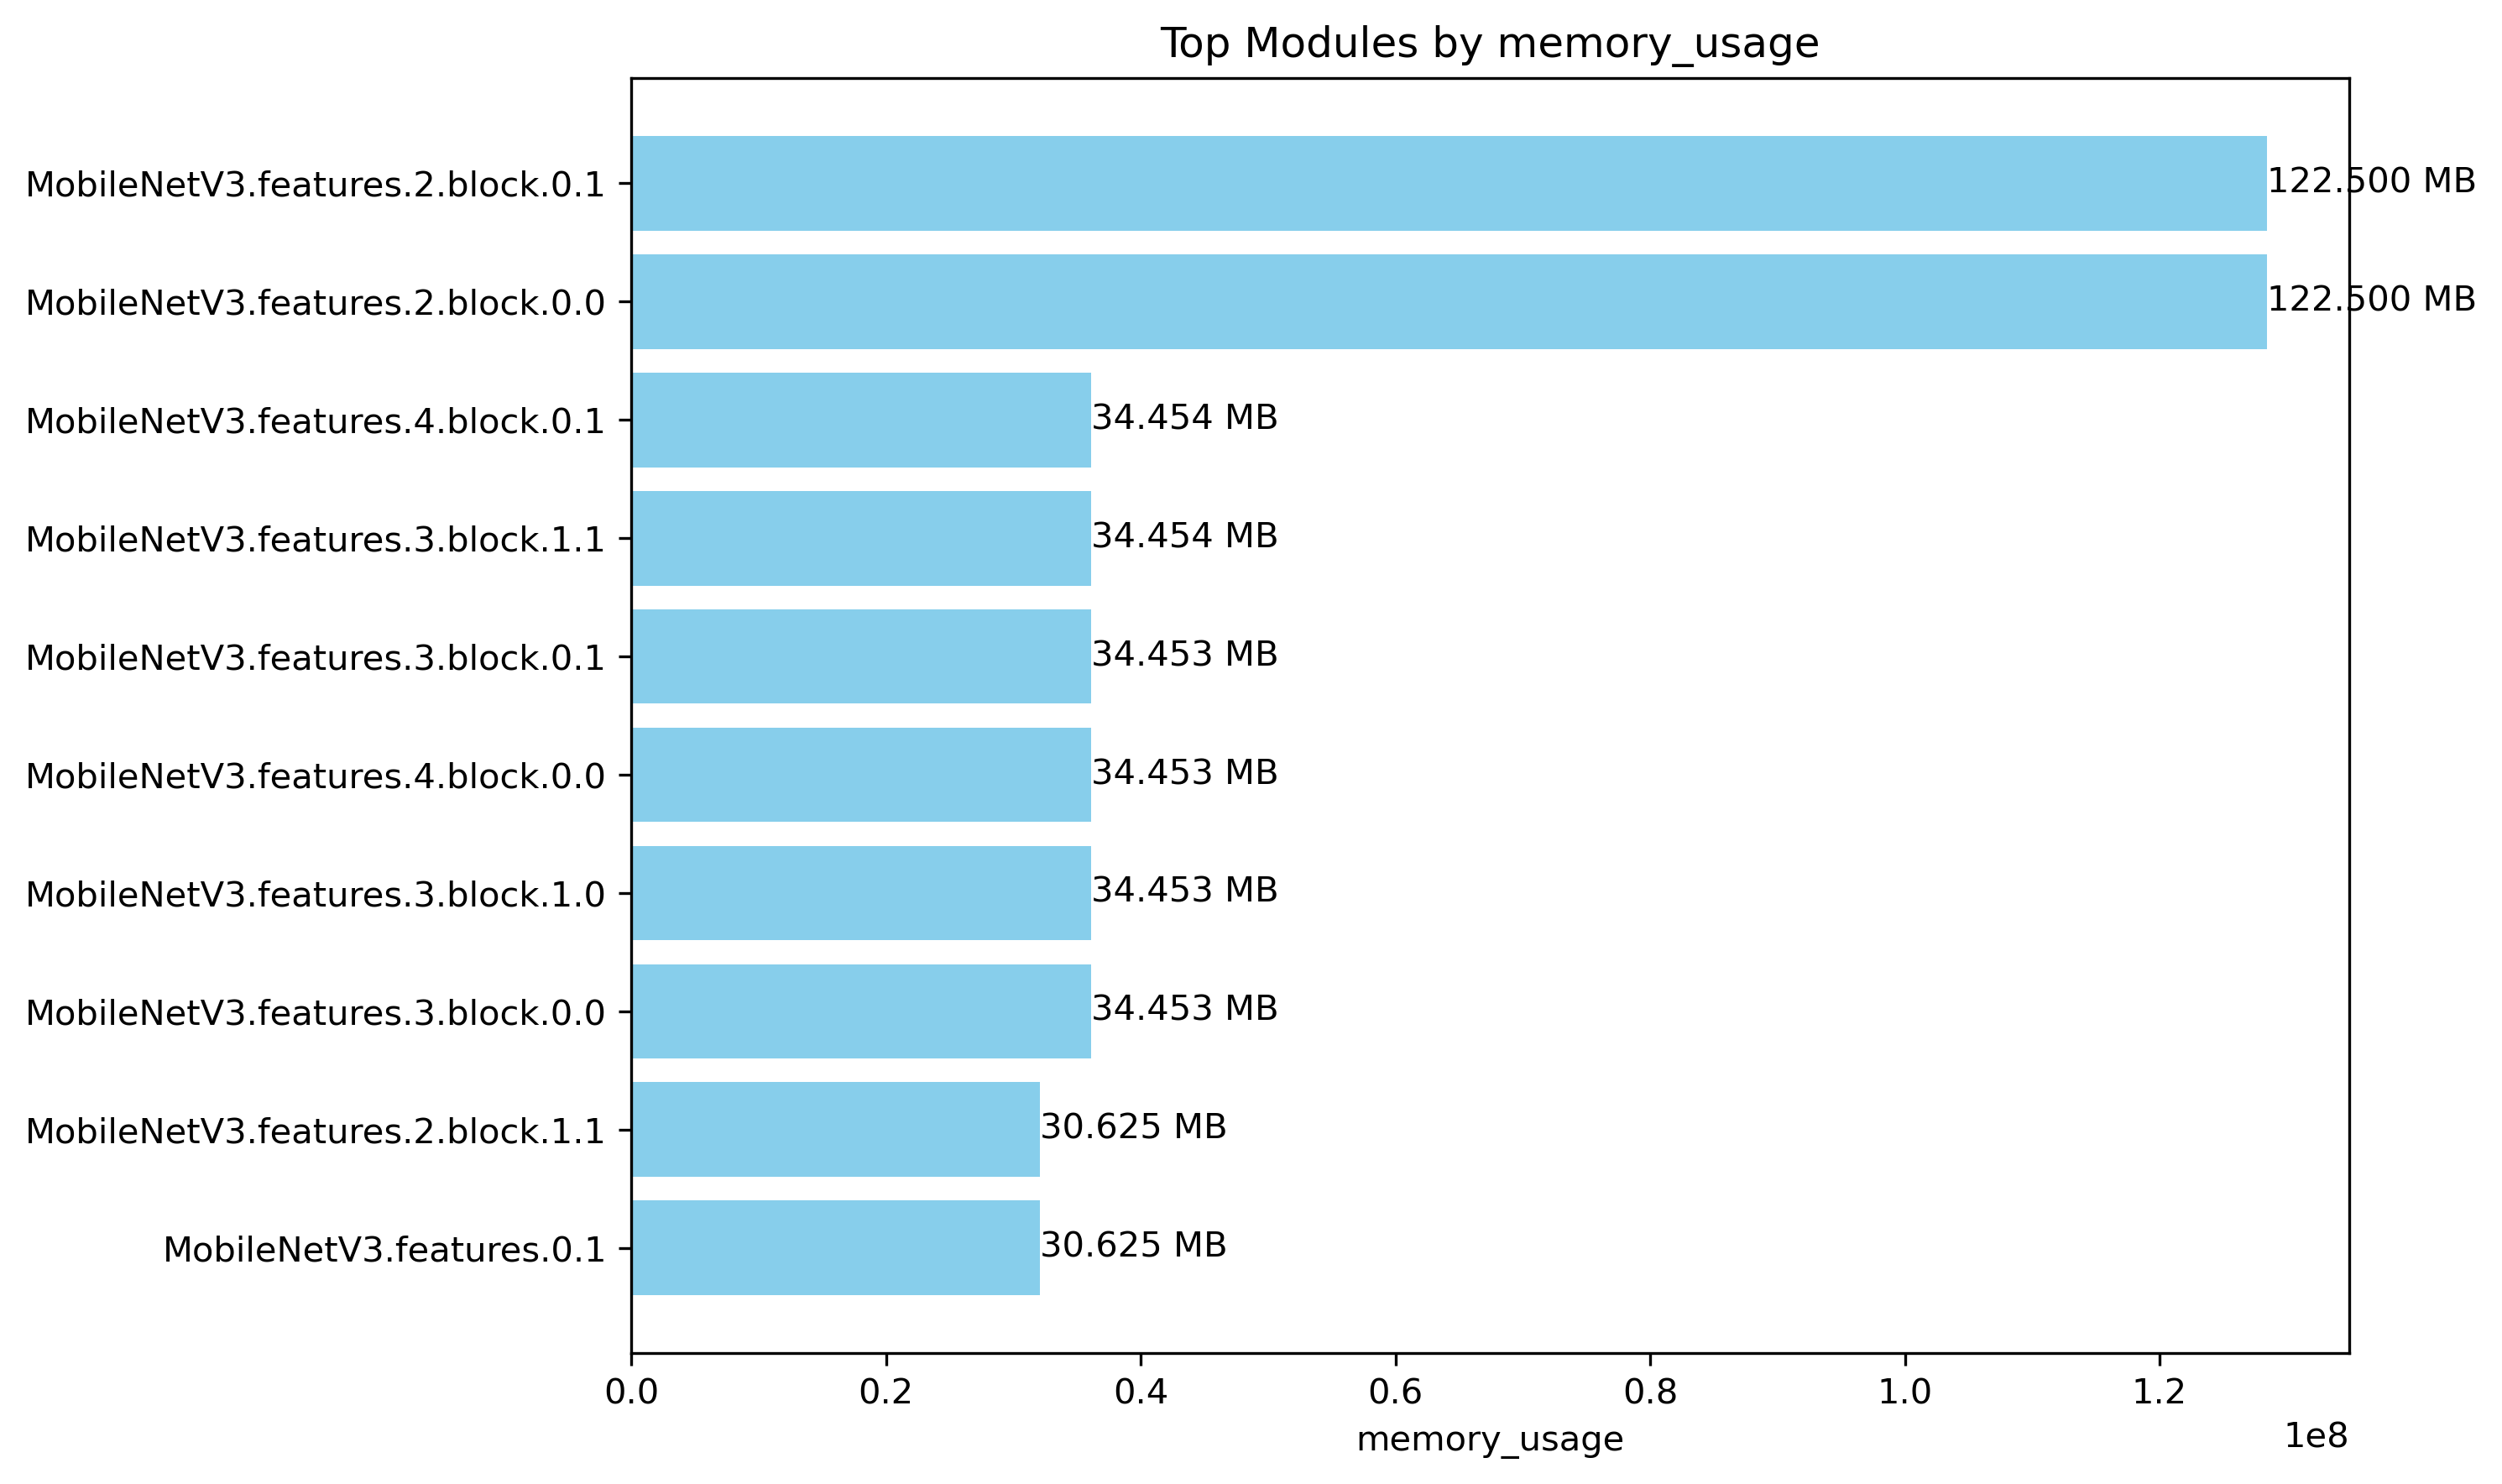 Top Modules by memory_usage
MobileNetV3.features.2.block.0.1 122.500 MB
MobileNetV3.features.2.block.0.0 122.500 MB
MobileNetV3.features.4.block.0.1 34.454 MB
MobileNetV3.features.3.block.1.1 34.454 MB
MobileNetV3.features.3.block.0.1 34.453 MB
MobileNetV3.features.4.block.0.0 34.453 MB
MobileNetV3.features.3.block.1.0 34.453 MB
MobileNetV3.features.3.block.0.0 34.453 MB
MobileNetV3.features.2.block.1.1 30.625 MB
MobileNetV3.features.0.1 30.625 MB
0.0 0.2 0.4 0.6 0.8 1.0 1.2
1e8
memory_usage